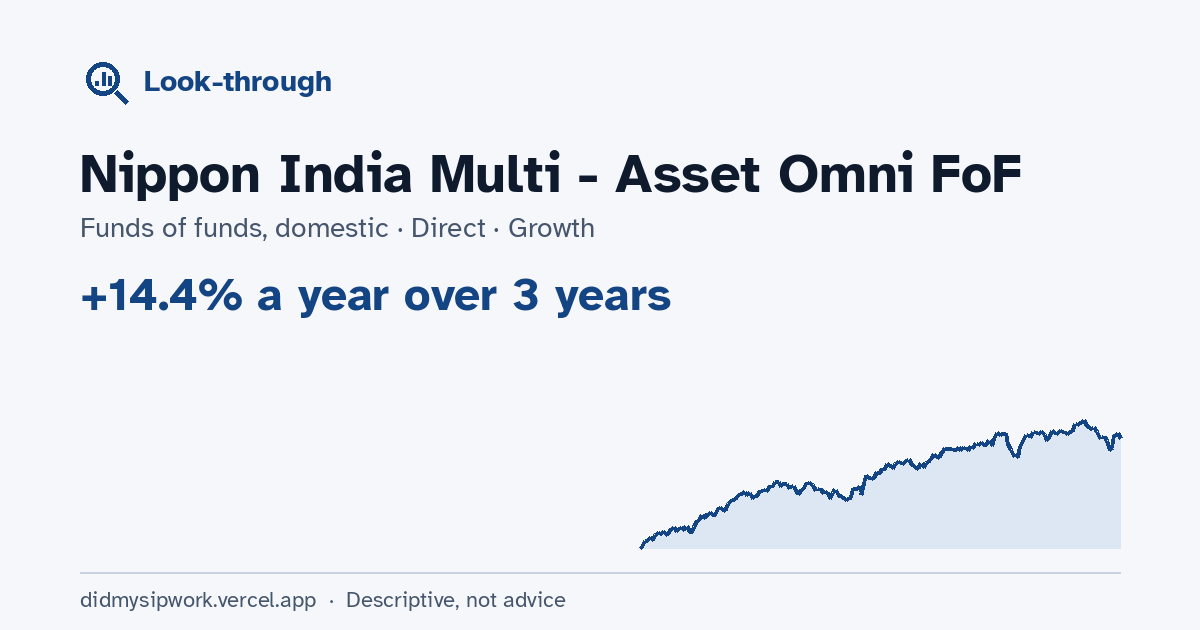 Look-through
Nippon India Multi - Asset Omni FoF
Funds of funds, domestic · Direct · Growth
+14.4% a year over 3 years
didmysipwork.vercel.app · Descriptive, not advice